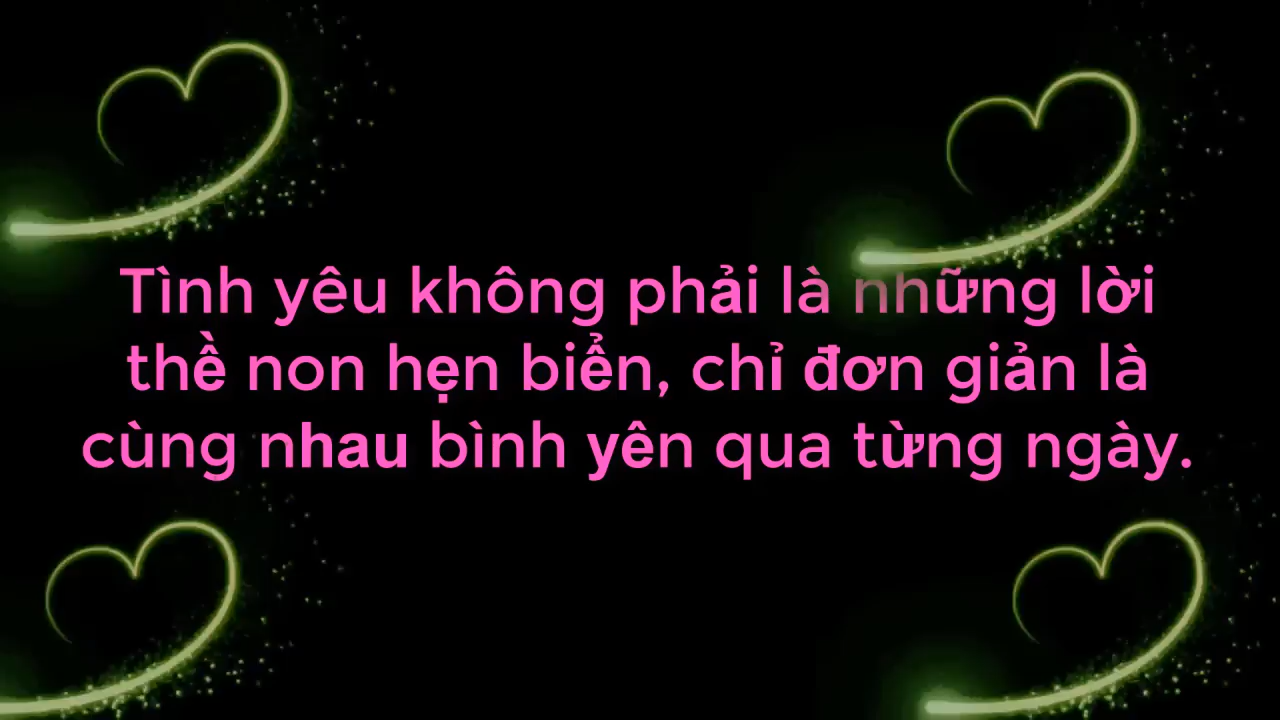 Tình yêu không phải là những lời
thề non hẹn biển, chỉ đơn giản là
cùng nhau bình yên qua từng ngày.